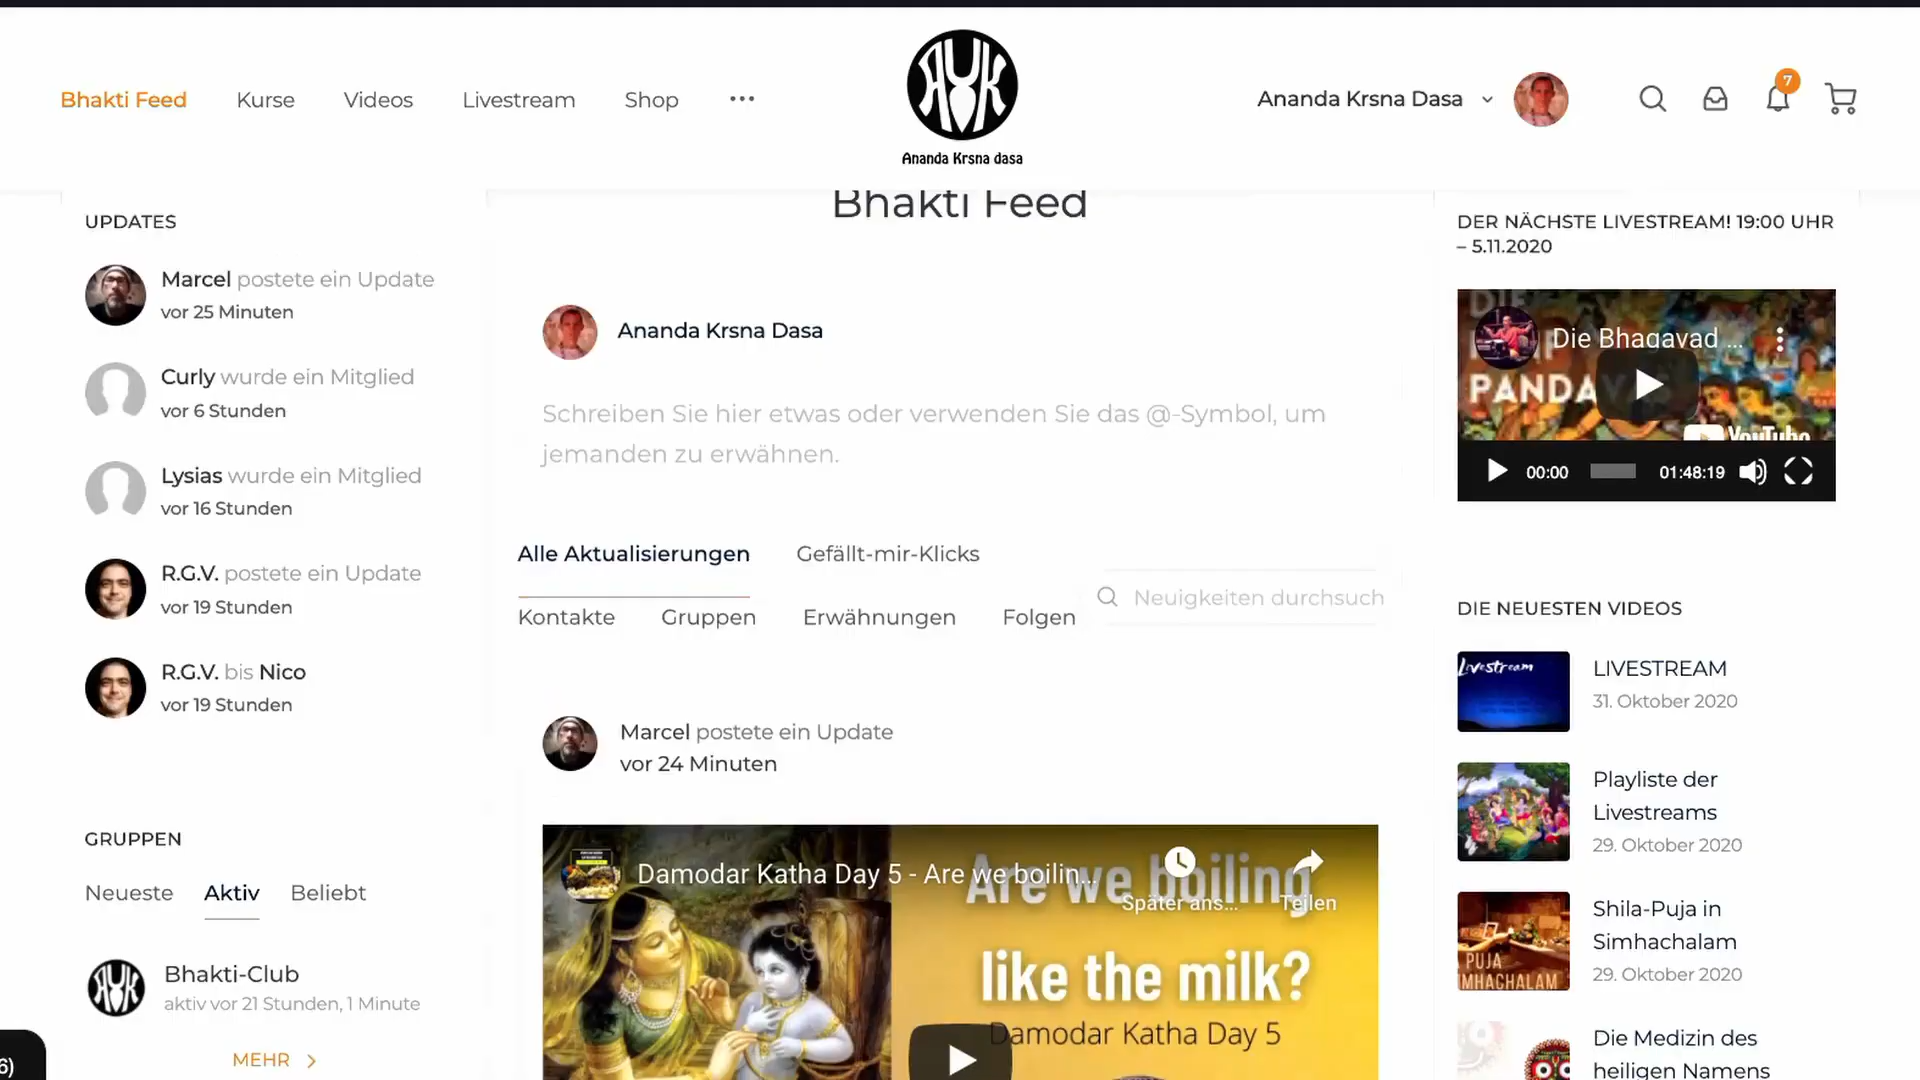 Bhakti Feed
Kurse
Videos
Livestream
Shop
Ananda Krsna dasa
Ananda Krsna Dasa
7
Bhakti Feed
UPDATES
Marcel postete ein Update
vor 25 Minuten
Curly wurde ein Mitglied
vor 6 Stunden
Lysias wurde ein Mitglied
vor 16 Stunden
R.G.V. postete ein Update
vor 19 Stunden
R.G.V. bis Nico
vor 19 Stunden
GRUPPEN
Neueste Aktiv Beliebt
Bhakti-Club
aktiv vor 21 Stunden, 1 Minute
MEHR
6)
Ananda Krsna Dasa
Schreiben Sie hier etwas oder verwenden Sie das @-Symbol, um
jemanden zu erwähnen.
Alle Aktualisierungen Gefällt-mir-Klicks
Kontakte Gruppen Erwähnungen Folgen
Neuigkeiten durchsuch
Marcel postete ein Update
vor 24 Minuten
Damodar Katha Day 5 - Are we boilin...
Später ans... Teilen
Are we boiling
like the milk?
Damodar Katha Day 5
DER NÄCHSTE LIVESTREAM! 19:00 UHR
– 5.11.2020
DIE
Die Bhagavad ...
PANDAV
YouTube
00:00 01:48:19
DIE NEUESTEN VIDEOS
Livestream
LIVESTREAM
31. Oktober 2020
Playliste der
Livestreams
29. Oktober 2020
PUJA
MHACHALAM
Shila-Puja in
Simhachalam
29. Oktober 2020
Die Medizin des
heiligen Namens